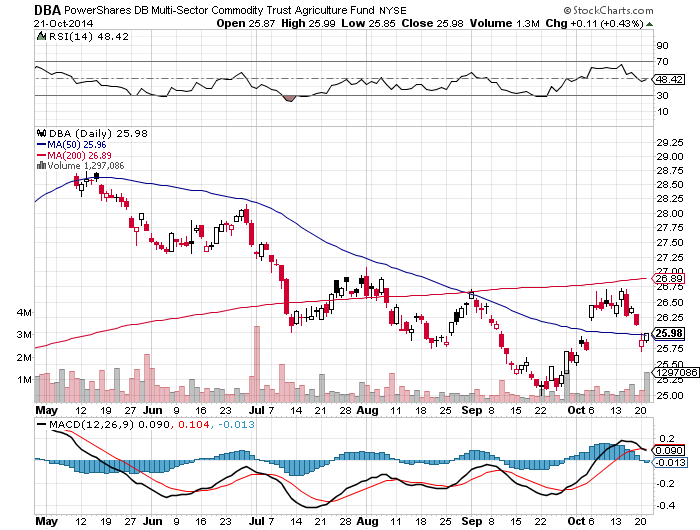 DBA PowerShares DB Multi-Sector Commodity Trust Agriculture Fund NYSE © StockCharts.com
21-Oct-2014 Open 25.87 High 25.99 Low 25.85 Close 25.98 Volume 1.3M Chg +0.11 (+0.43%)
RSI(14) 48.42
90
70
48.42
30
10
DBA (Daily) 25.98
MA(50) 25.96
MA(200) 26.89
Volume 1,297,086
29.25
29.00
28.75
28.50
28.25
28.00
27.75
27.50
27.25
27.00
26.89
26.75
26.50
4M
26.25
3M
25.98
2M
25.75
25.50
1297086
1M
25.25
25.00
May 12 19 27 Jun 9 16 23 Jul 7 14 21 28 Aug 11 18 25 Sep 8 15 22 Oct 6 13 20
MACD(12,26,9) 0.090, 0.104, -0.013
0.2
0.1
0.090
-0.013
0.0
-0.1
-0.2
-0.3
-0.4
May 12 19 27 Jun 9 16 23 Jul 7 14 21 28 Aug 11 18 25 Sep 8 15 22 Oct 6 13 20